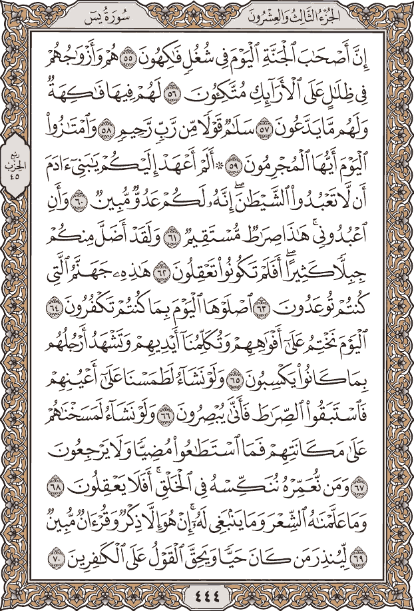 الجزء الثالث والعشرون
سورة يس
إِنَّ أَصْحَٰبَ ٱلْجَنَّةِ ٱلْيَوْمَ فِى شُغُلٍ فَٰكِهُونَ ٥٥ هُمْ وَأَزْوَٰجُهُمْ
فِى ظِلَٰلٍ عَلَى ٱلْأَرَآئِكِ مُتَّكِـُٔونَ ٥٦ لَهُمْ فِيهَا فَٰكِهَةٌ
وَلَهُم مَّا يَدَّعُونَ ٥٧ سَلَٰمٌ قَوْلًا مِّن رَّبٍّ رَّحِيمٍ ٥٨ وَٱمْتَٰزُوا۟
ٱلْيَوْمَ أَيُّهَا ٱلْمُجْرِمُونَ ٥٩ ۞ أَلَمْ أَعْهَدْ إِلَيْكُمْ يَٰبَنِىٓ ءَادَمَ
ربع
الحزب
٤٥
أَن لَّا تَعْبُدُوا۟ ٱلشَّيْطَٰنَ ۖ إِنَّهُۥ لَكُمْ عَدُوٌّ مُّبِينٌ ٦٠ وَأَنِ
ٱعْبُدُونِى ۚ هَٰذَا صِرَٰطٌ مُّسْتَقِيمٌ ٦١ وَلَقَدْ أَضَلَّ مِنكُمْ
جِبِلًّا كَثِيرًا ۖ أَفَلَمْ تَكُونُوا۟ تَعْقِلُونَ ٦٢ هَٰذِهِۦ جَهَنَّمُ ٱلَّتِى
كُنتُمْ تُوعَدُونَ ٦٣ ٱصْلَوْهَا ٱلْيَوْمَ بِمَا كُنتُمْ تَكْفُرُونَ ٦٤
ٱلْيَوْمَ نَخْتِمُ عَلَىٰٓ أَفْوَٰهِهِمْ وَتُكَلِّمُنَآ أَيْدِيهِمْ وَتَشْهَدُ أَرْجُلُهُم
بِمَا كَانُوا۟ يَكْسِبُونَ ٦٥ وَلَوْ نَشَآءُ لَطَمَسْنَا عَلَىٰٓ أَعْيُنِهِمْ
فَٱسْتَبَقُوا۟ ٱلصِّرَٰطَ فَأَنَّىٰ يُبْصِرُونَ ٦٦ وَلَوْ نَشَآءُ لَمَسَخْنَٰهُمْ
عَلَىٰ مَكَانَتِهِمْ فَمَا ٱسْتَطَٰعُوا۟ مُضِيًّا وَلَا يَرْجِعُونَ
٦٧ وَمَن نُّعَمِّرْهُ نُنَكِّسْهُ فِى ٱلْخَلْقِ ۖ أَفَلَا يَعْقِلُونَ ٦٨
وَمَا عَلَّمْنَٰهُ ٱلشِّعْرَ وَمَا يَنۢبَغِى لَهُۥٓ ۚ إِنْ هُوَ إِلَّا ذِكْرٌ وَقُرْءَانٌ مُّبِينٌ
٦٩ لِّيُنذِرَ مَن كَانَ حَيًّا وَيَحِقَّ ٱلْقَوْلُ عَلَى ٱلْكَٰفِرِينَ ٧٠
٤٤٤